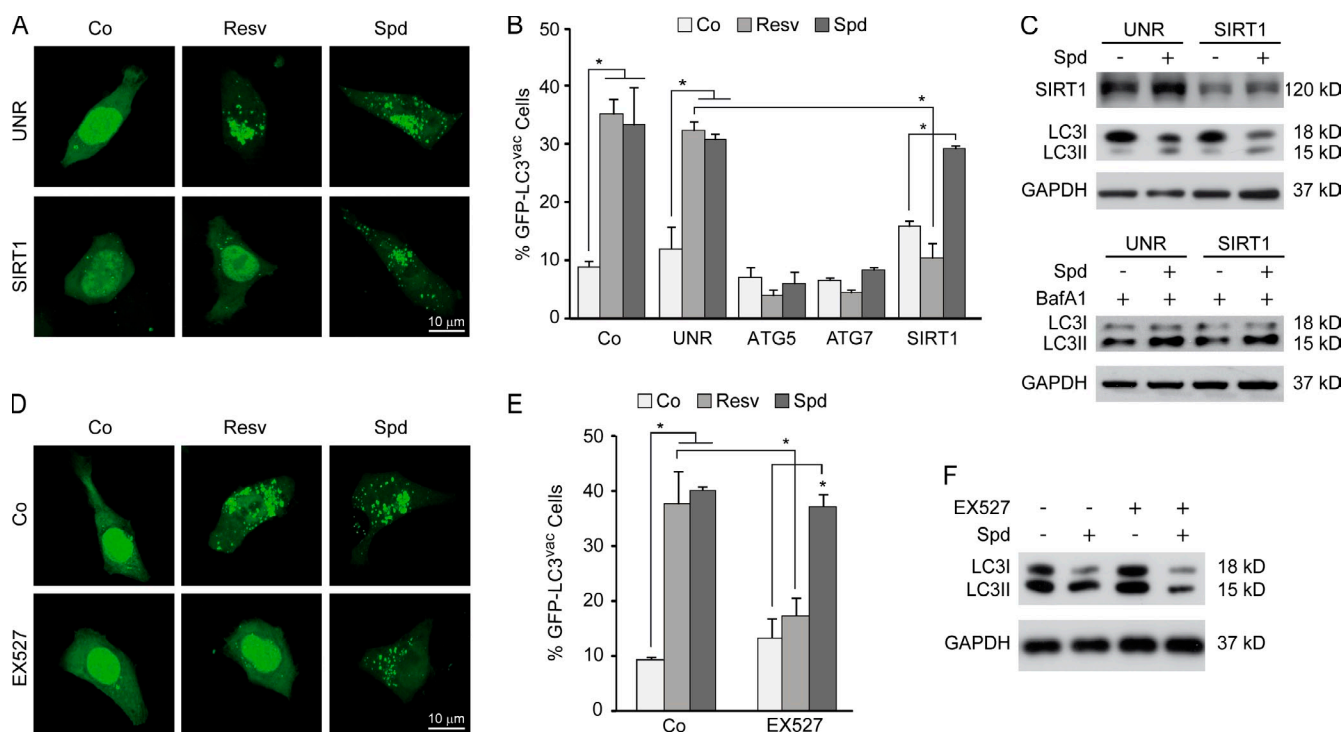 A
Co Resv Spd
UNR
SIRT1
10 μm
B
Co Resv Spd
% GFP-LC3vac Cells
50
40
30
20
10
0
* * * *
Co UNR ATG5 ATG7 SIRT1
C
UNR SIRT1
Spd - + - +
SIRT1 120 kD
LC3I 18 kD
LC3II 15 kD
GAPDH 37 kD
UNR SIRT1
Spd - + - +
BafA1 + + + +
LC3I 18 kD
LC3II 15 kD
GAPDH 37 kD
D
Co Resv Spd
Co
EX527
10 μm
E
Co Resv Spd
% GFP-LC3vac Cells
50
40
30
20
10
0
* * *
Co EX527
F
EX527 - - + +
Spd - + - +
LC3I 18 kD
LC3II 15 kD
GAPDH 37 kD